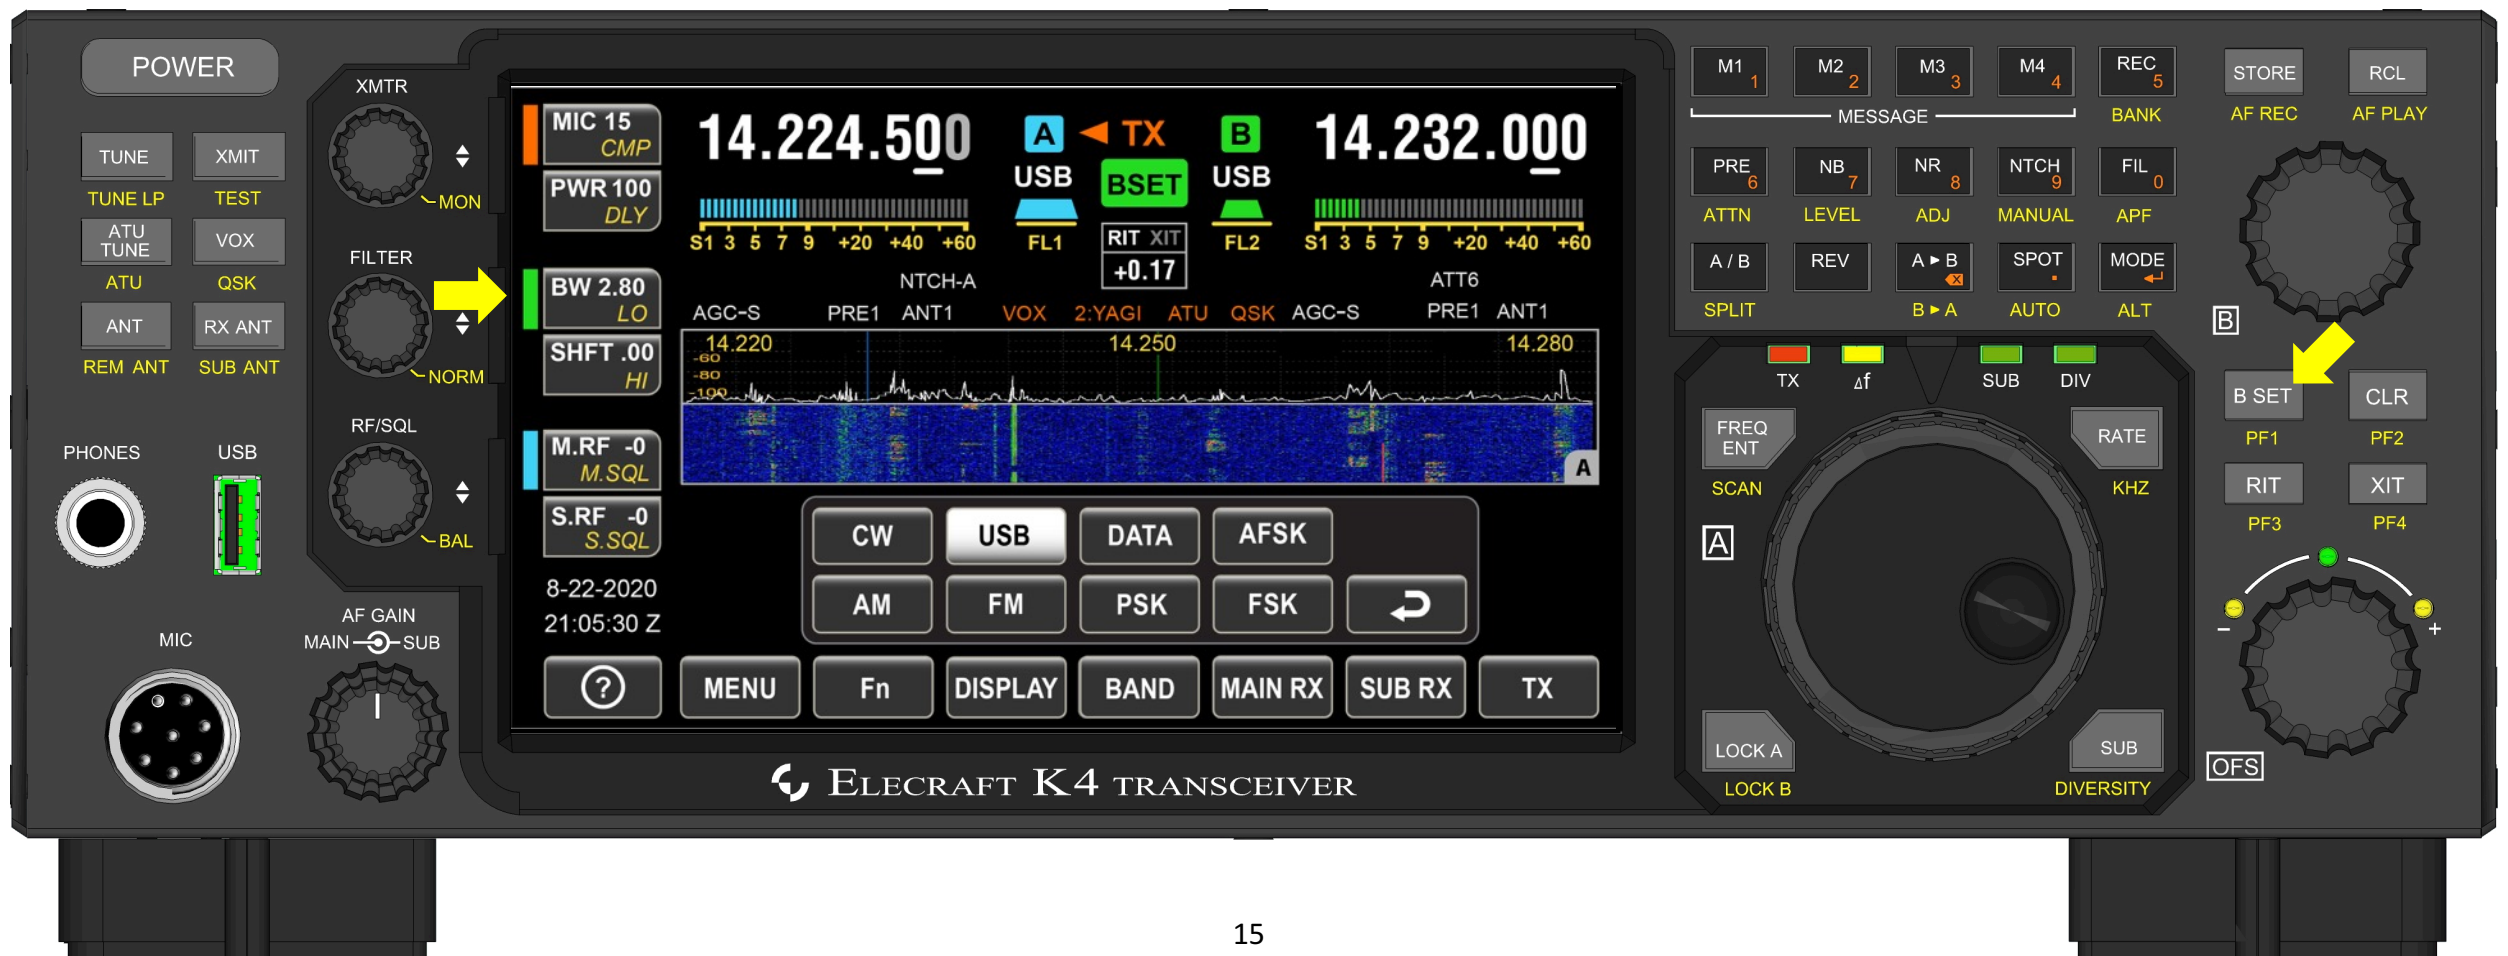 POWER
TUNE
XMIT
TUNE LP
TEST
ATU
TUNE
VOX
ATU
QSK
ANT
RX ANT
REM ANT
SUB ANT
PHONES
USB
MIC
XMTR
MON
FILTER
NORM
RF/SQL
BAL
AF GAIN
MAIN
SUB
MIC 15
CMP
PWR 100
DLY
BW 2.80
LO
SHFT .00
HI
M.RF -0
M.SQL
S.RF -0
S.SQL
8-22-2020
21:05:30 Z
14.224.500
A
TX
B
14.232.000
USB
BSET
USB
S1 3 5 7 9 +20 +40 +60
FL1
RIT XIT
+0.17
FL2
S1 3 5 7 9 +20 +40 +60
NTCH-A
ATT6
AGC-S
PRE1
ANT1
VOX
2:YAGI
ATU
QSK
AGC-S
PRE1
ANT1
14.220
14.250
14.280
-60
-80
-100
A
CW
USB
DATA
AFSK
AM
FM
PSK
FSK
?
MENU
Fn
DISPLAY
BAND
MAIN RX
SUB RX
TX
ELECRAFT K4 TRANSCEIVER
M1 1
M2 2
M3 3
M4 4
REC 5
MESSAGE
BANK
PRE 6
NB 7
NR 8
NTCH 9
FIL 0
ATTN
LEVEL
ADJ
MANUAL
APF
A / B
REV
A ► B
SPOT .
MODE
SPLIT
B ► A
AUTO
ALT
TX
Δf
SUB
DIV
FREQ
ENT
RATE
SCAN
KHZ
A
LOCK A
SUB
LOCK B
DIVERSITY
STORE
RCL
AF REC
AF PLAY
B
B SET
CLR
PF1
PF2
RIT
XIT
PF3
PF4
−
+
OFS
15